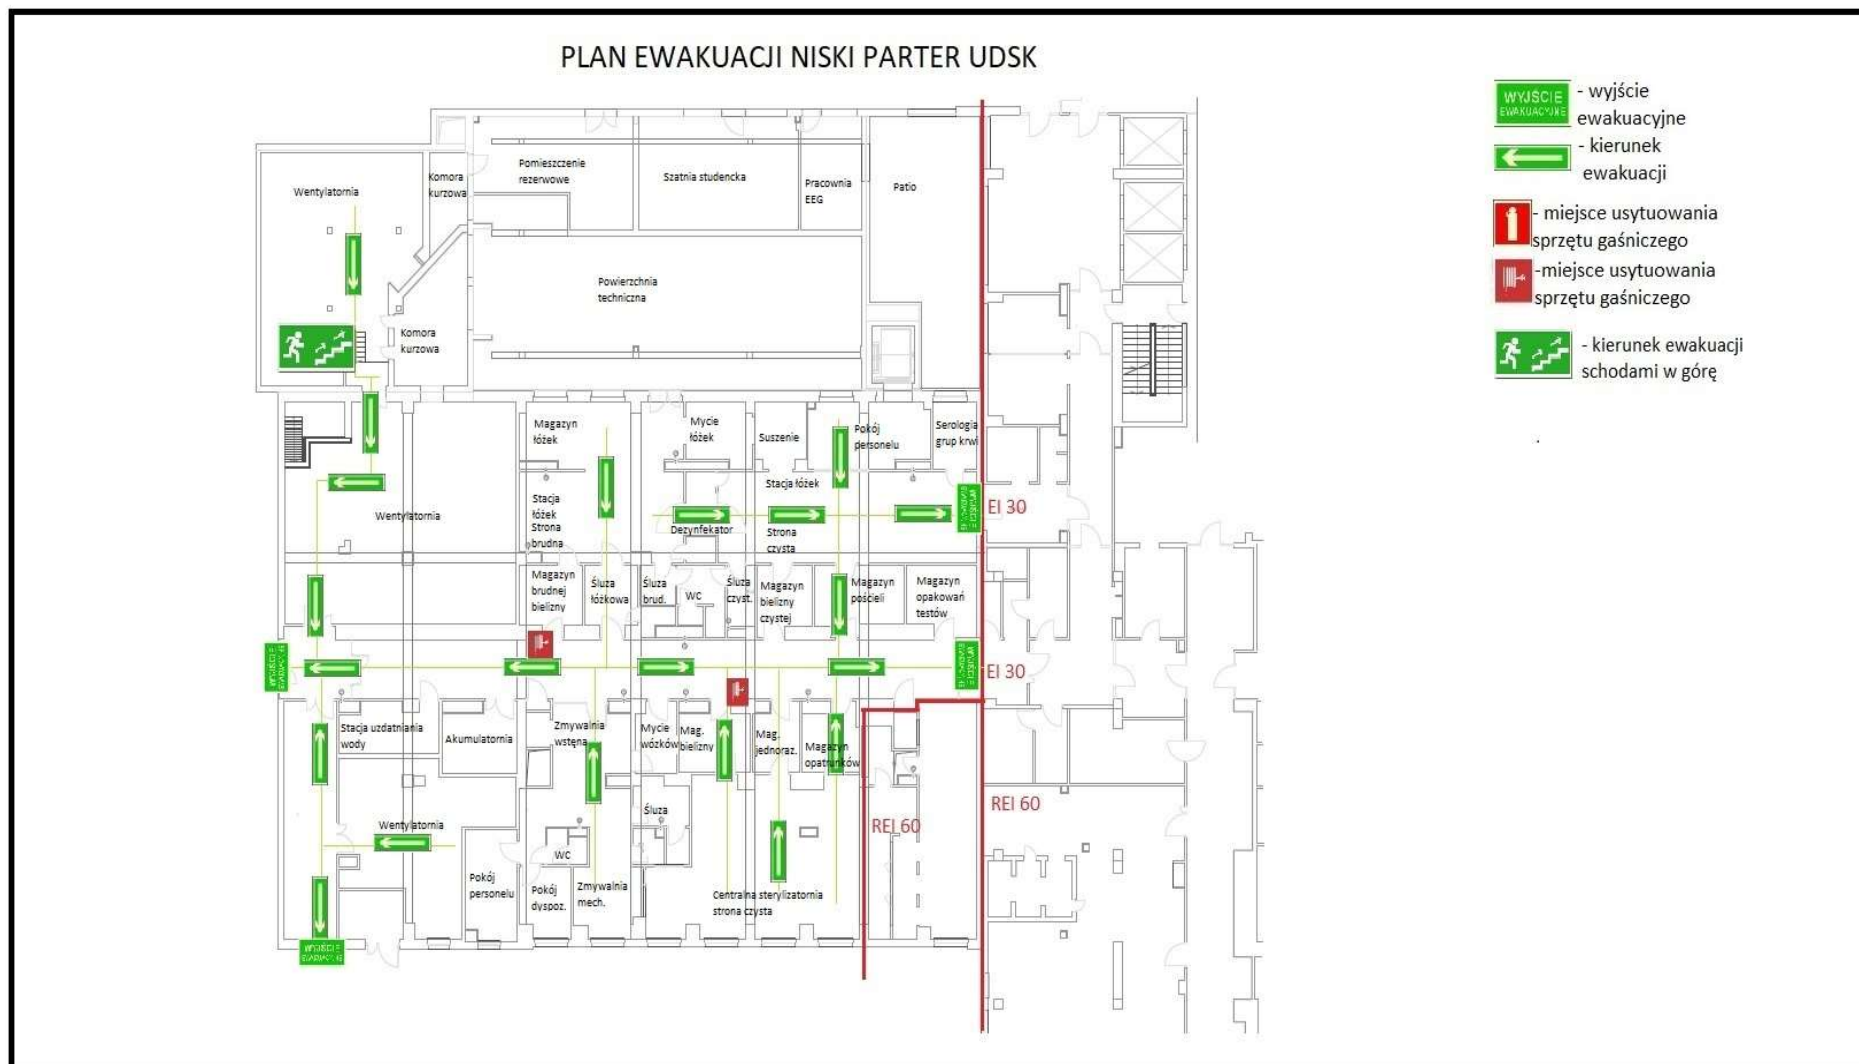 PLAN EWAKUACJI NISKI PARTER UDSK
WYJŚCIE
EWAKUACYJNE
- wyjście
ewakuacyjne
- kierunek
ewakuacji
- miejsce usytuowania
sprzętu gaśniczego
-miejsce usytuowania
sprzętu gaśniczego
- kierunek ewakuacji
schodami w górę
Wentylatornia
Komora
kurzowa
Pomieszczenie
rezerwowe
Szatnia studencka
Pracownia
EEG
Patio
Powierzchnia
techniczna
Komora
kurzowa
Magazyn
łóżek
Mycie
łóżek
Suszenie
Pokój
personelu
Serologia
grup krwi
Wentylatornia
Stacja
łóżek
Strona
brudna
Dezynfekator
Stacja łóżek
Strona
czysta
EI 30
Magazyn
brudnej
bielizny
Śluza
łóżkowa
Śluza
brud.
WC
Śluza
czyst.
Magazyn
bielizny
czystej
Magazyn
pościeli
Magazyn
opakowań
testów
WYJŚCIE
EWAKUACYJNE
EI 30
Stacja uzdatniania
wody
Akumulatornia
Zmywalnia
wstęna
Mycie
wózków
Mag.
bielizny
Mag.
jednoraz.
Magazyn
opatrunków
REI 60
REI 60
Wentylatornia
Śluza
WC
Pokój
personelu
Pokój
dyspoz.
Zmywalnia
mech.
Centralna sterylizatornia
strona czysta
WYJŚCIE
EWAKUACYJNE